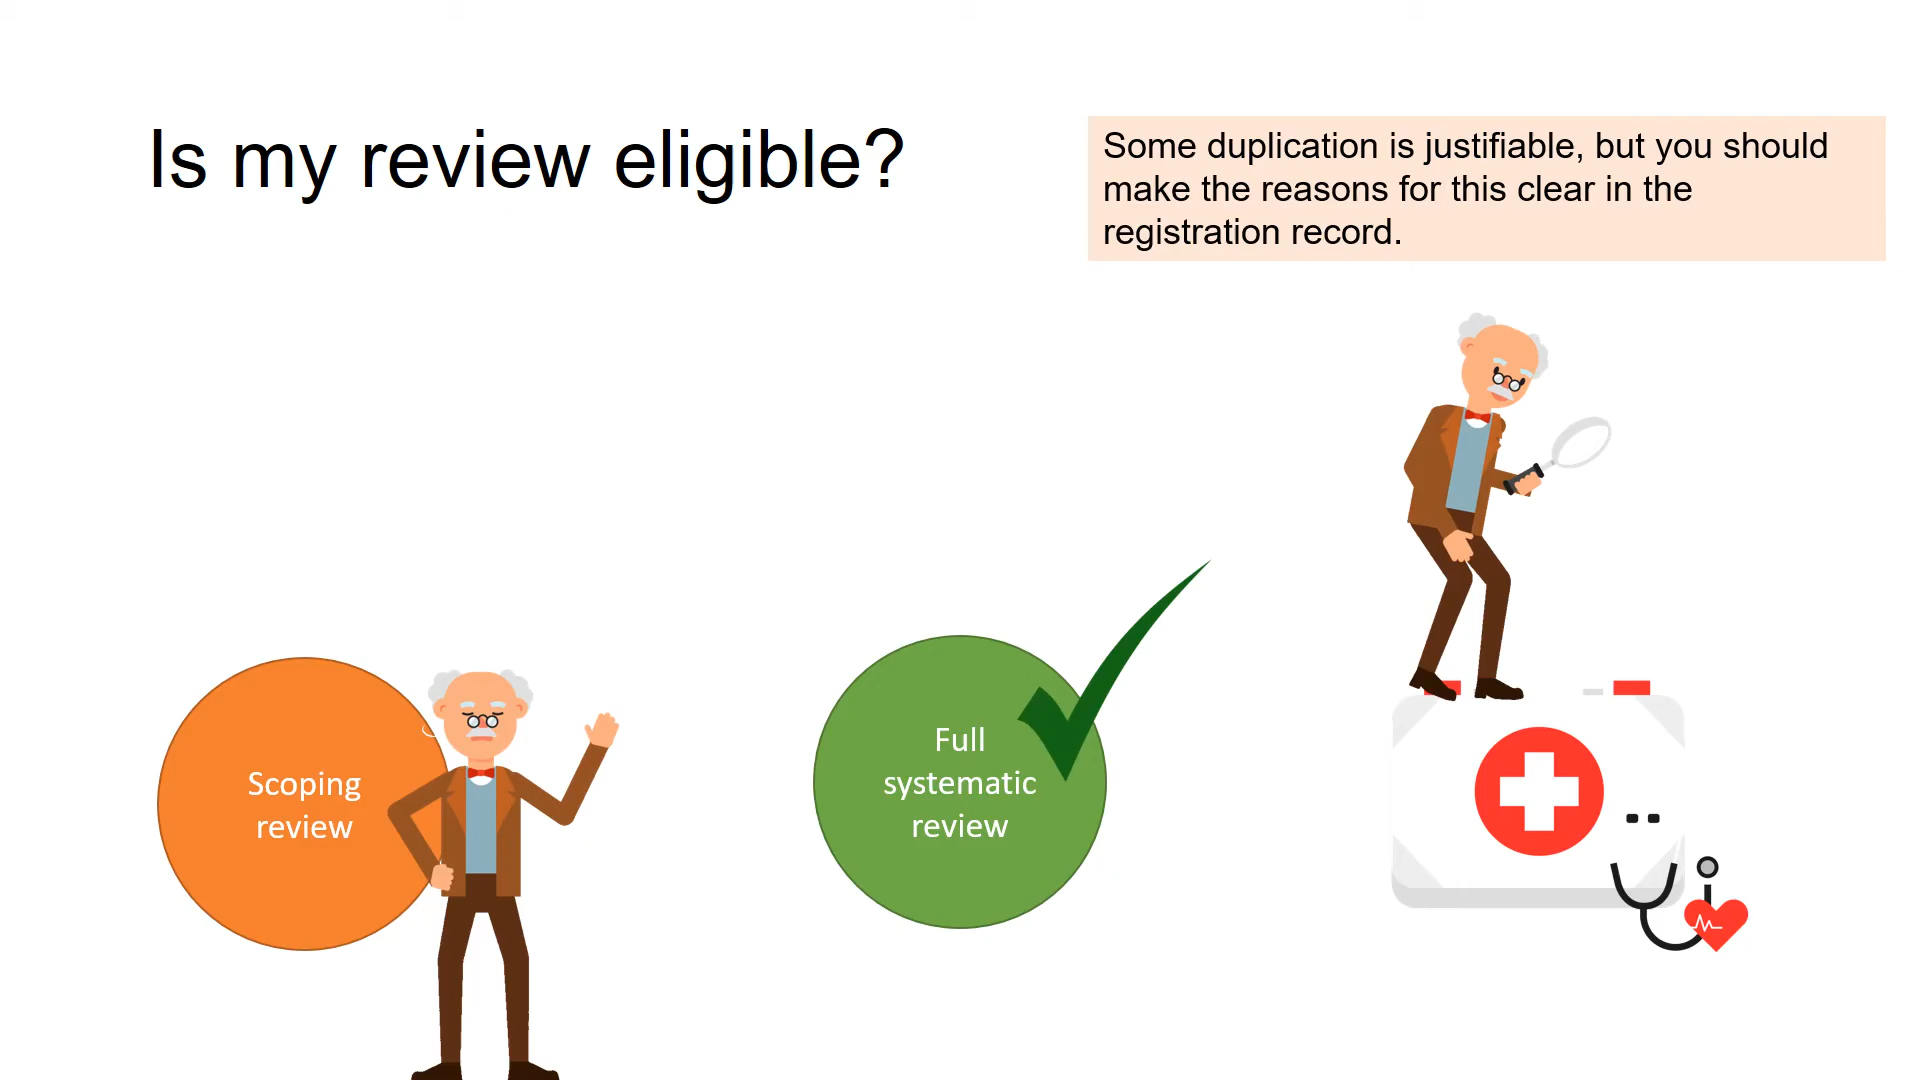 Is my review eligible?
Some duplication is justifiable, but you should
make the reasons for this clear in the
registration record.
Scoping
review
Full
systematic
review